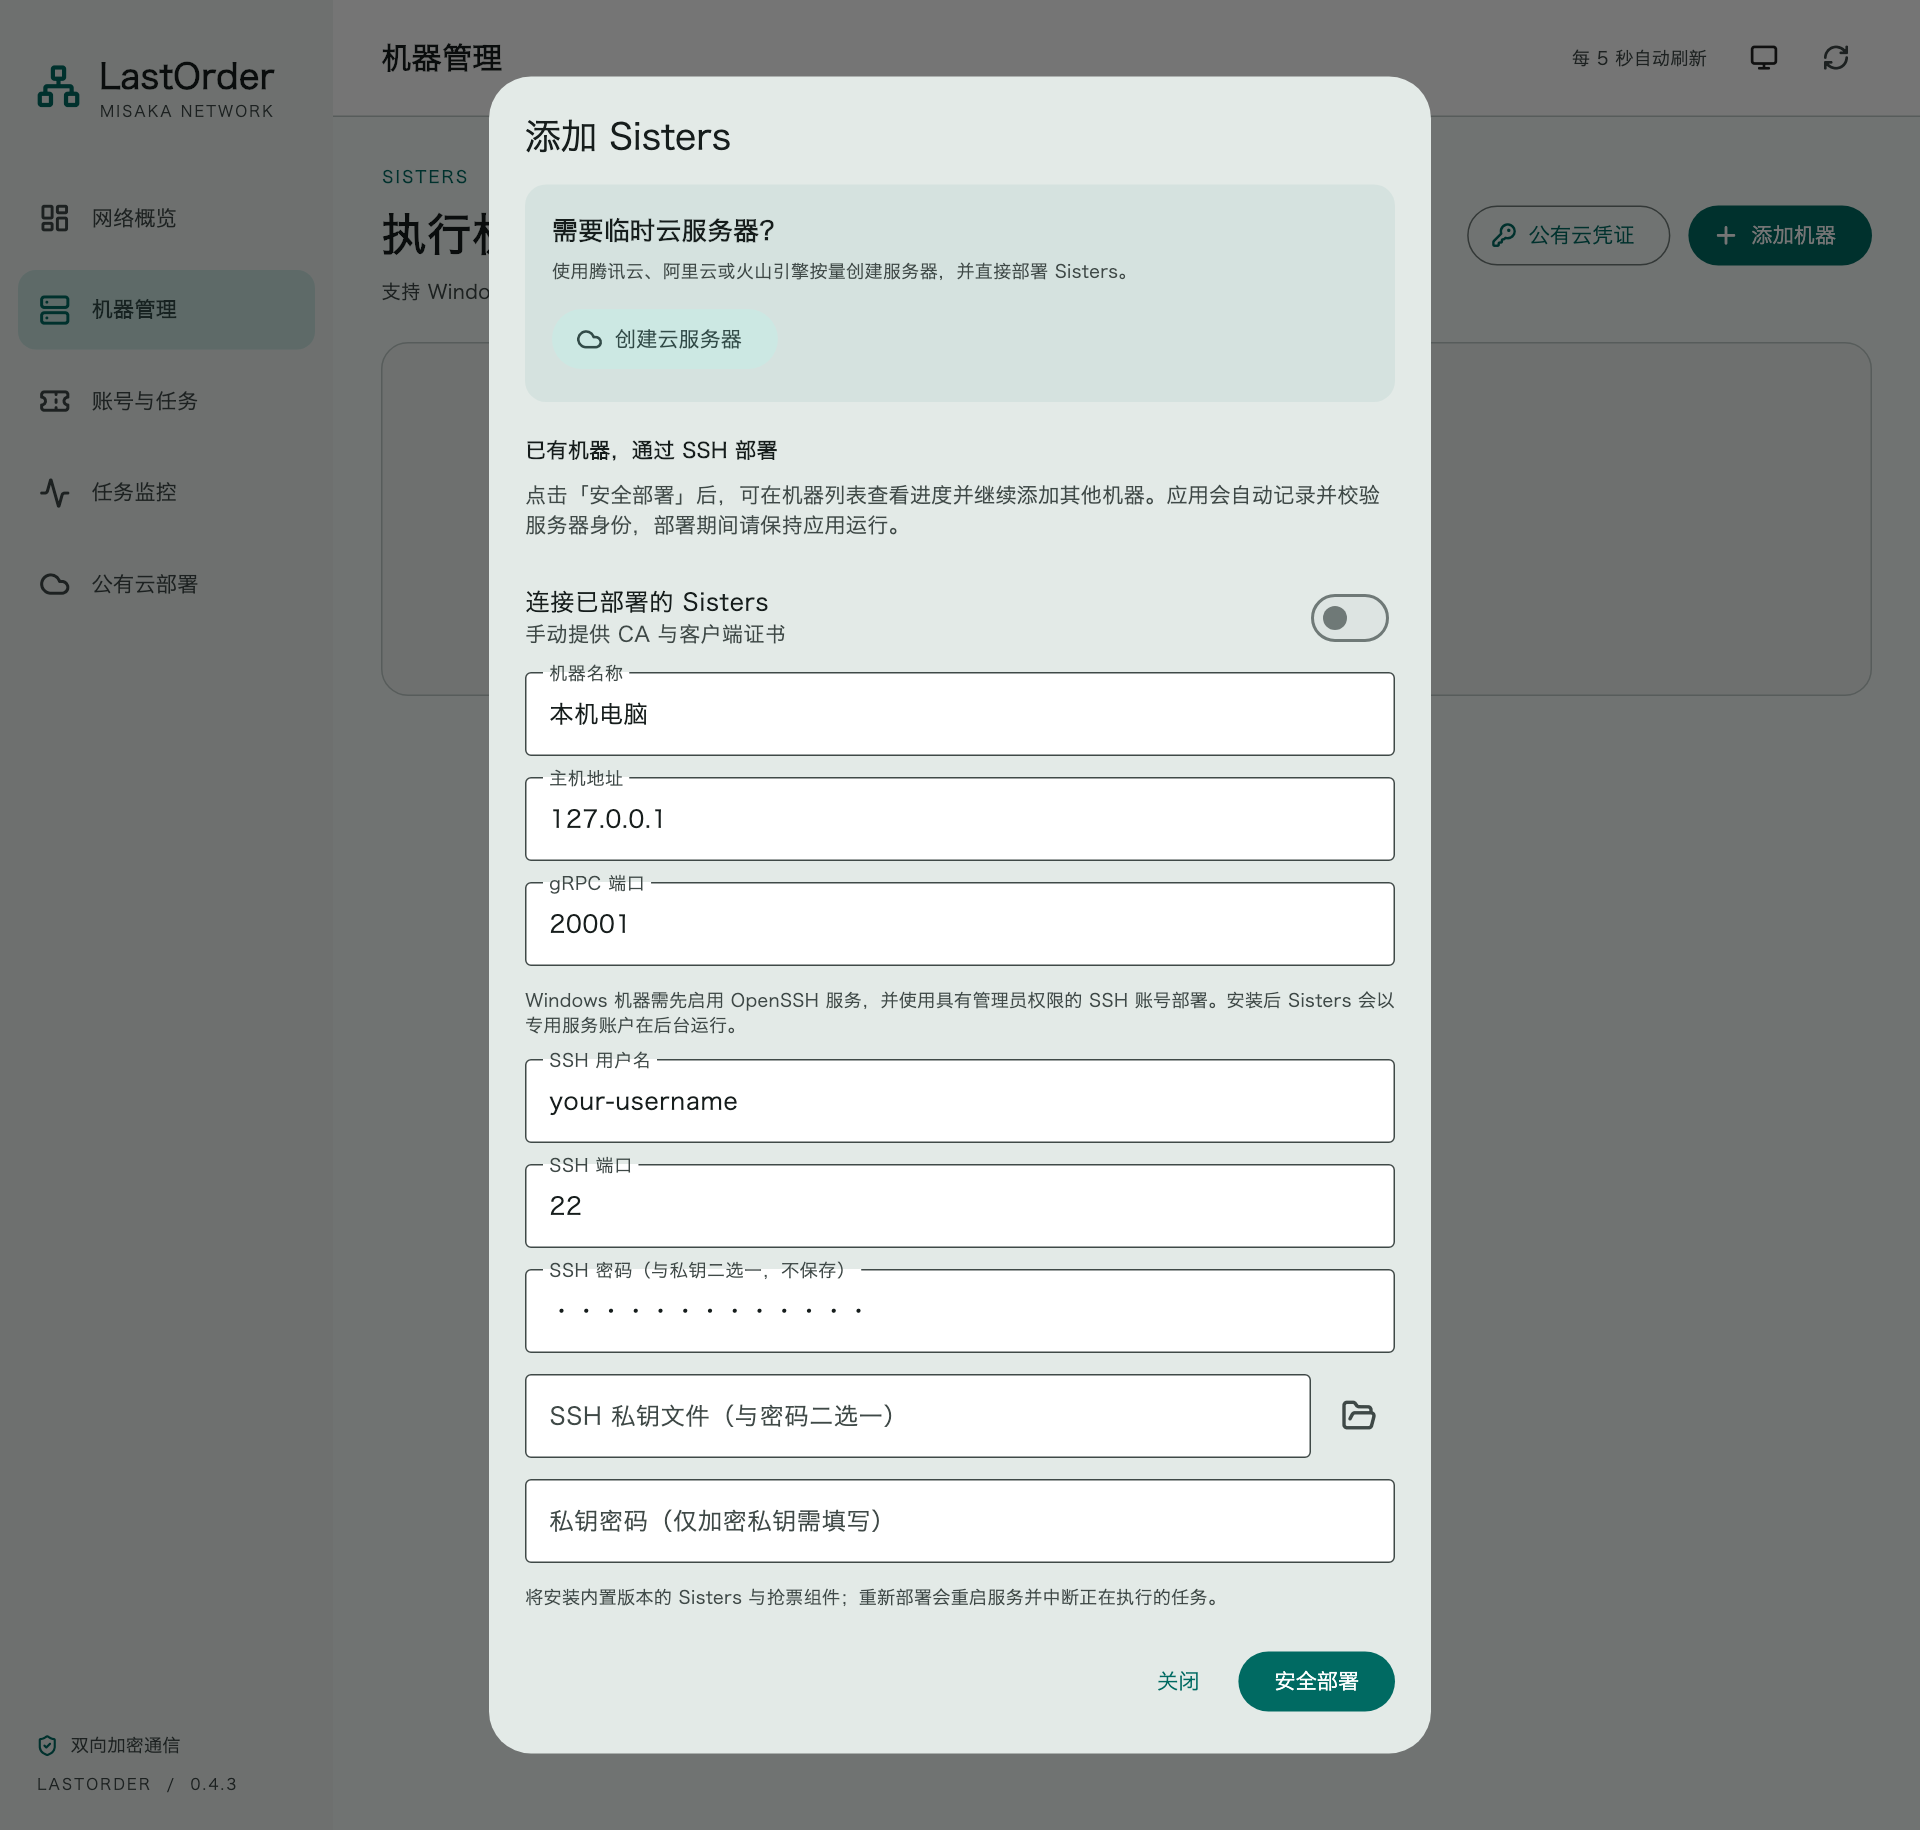 LastOrder
MISAKA NETWORK
网络概览
机器管理
账号与任务
任务监控
公有云部署
双向加密通信
LASTORDER / 0.4.3
机器管理
每 5 秒自动刷新
SISTERS
执行
支持 Windo
公有云凭证
添加机器
添加 Sisters
需要临时云服务器?
使用腾讯云、阿里云或火山引擎按量创建服务器，并直接部署 Sisters。
创建云服务器
已有机器，通过 SSH 部署
点击「安全部署」后，可在机器列表查看进度并继续添加其他机器。应用会自动记录并校验
服务器身份，部署期间请保持应用运行。
连接已部署的 Sisters
手动提供 CA 与客户端证书
机器名称
本机电脑
主机地址
127.0.0.1
gRPC 端口
20001
Windows 机器需先启用 OpenSSH 服务，并使用具有管理员权限的 SSH 账号部署。安装后 Sisters 会以
专用服务账户在后台运行。
SSH 用户名
your-username
SSH 端口
22
SSH 密码（与私钥二选一，不保存）
·············
SSH 私钥文件（与密码二选一）
私钥密码（仅加密私钥需填写）
将安装内置版本的 Sisters 与抢票组件；重新部署会重启服务并中断正在执行的任务。
关闭
安全部署